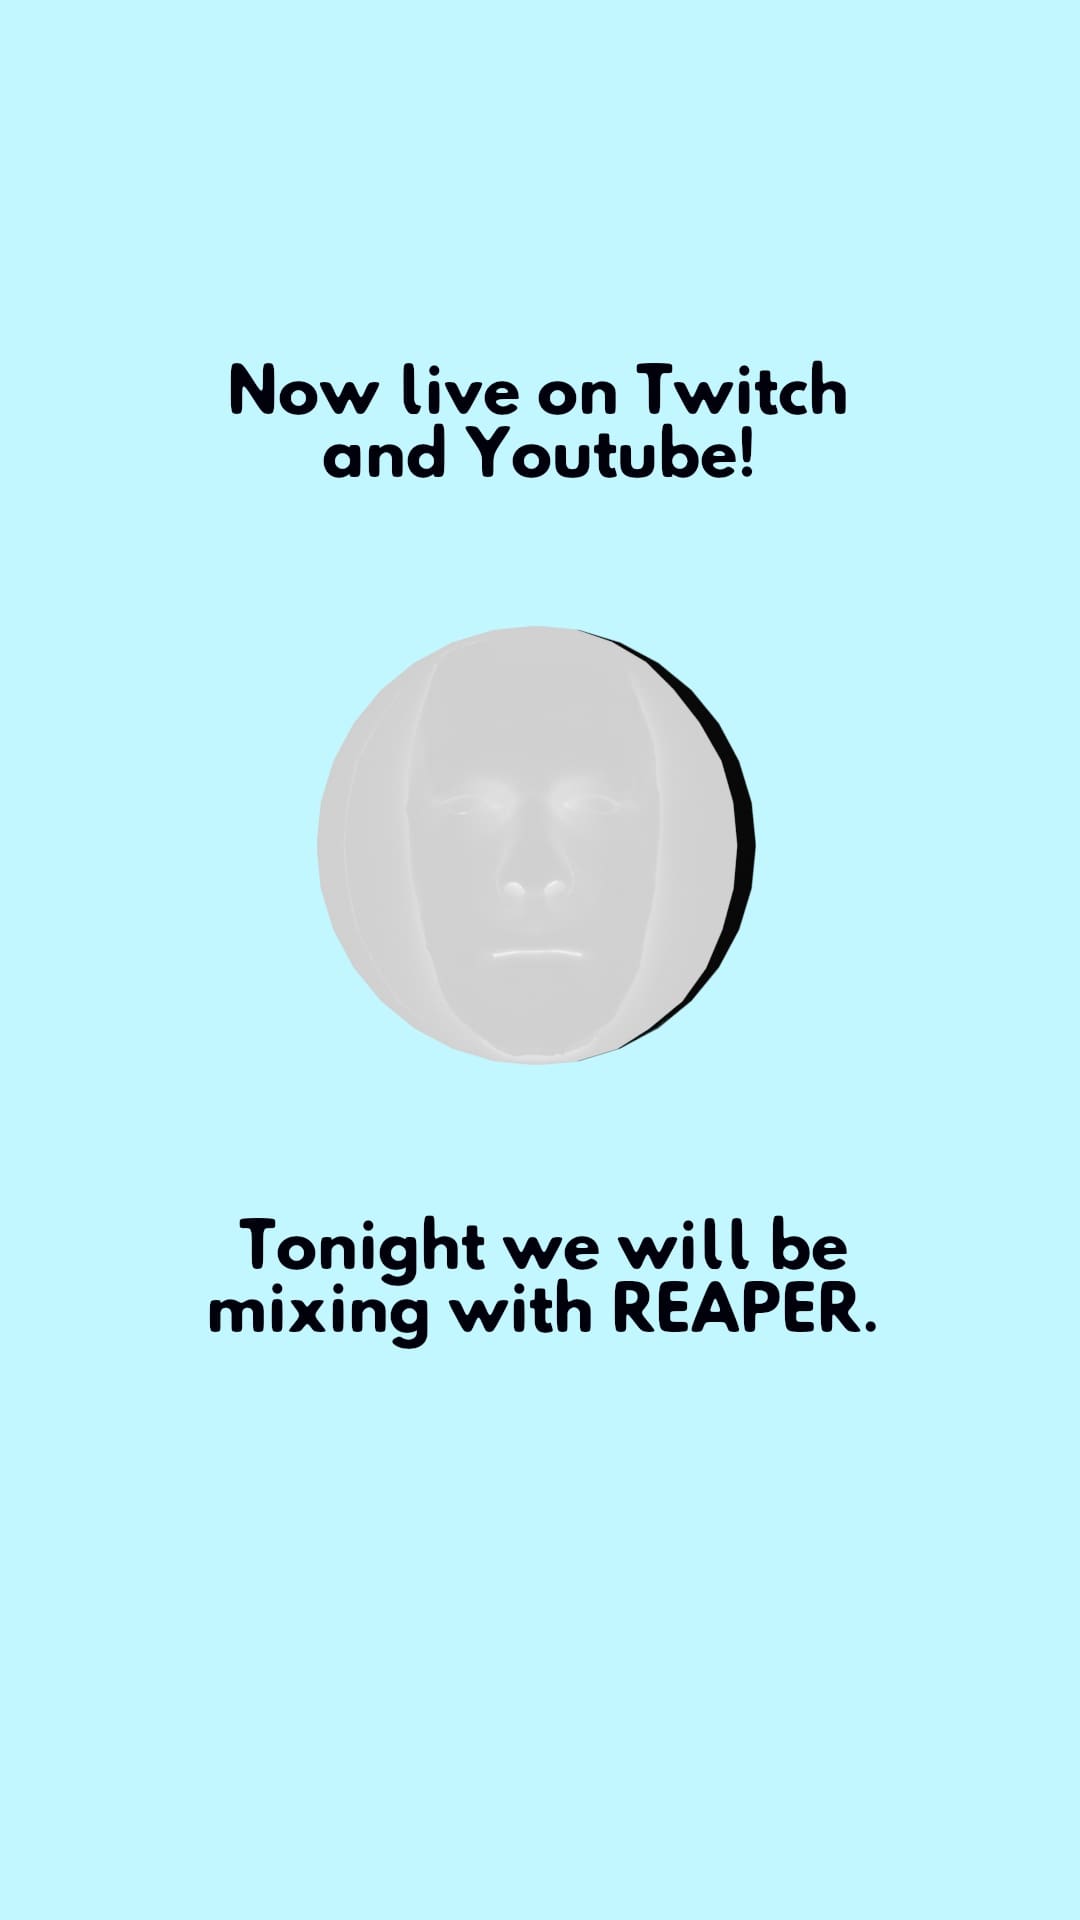 Now live on Twitch
and Youtube!
Tonight we will be
mixing with REAPER.